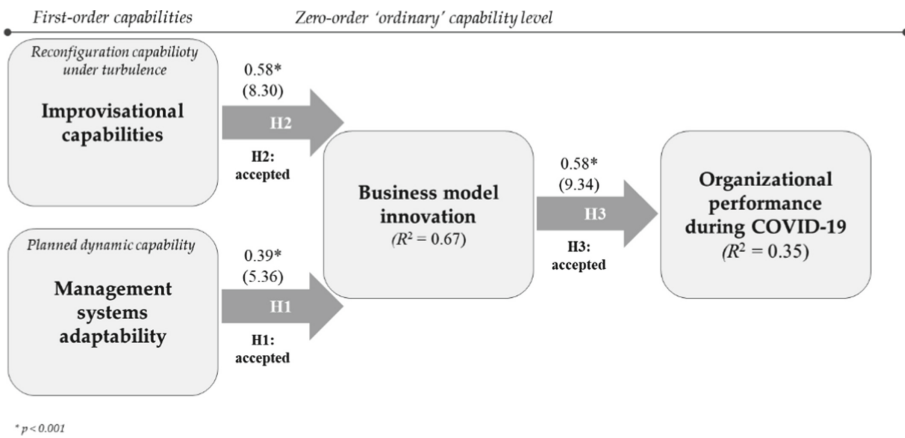 First-order capabilities
Zero-order ‘ordinary’ capability level
Reconfiguration capabilioty
under turbulence
Improvisational
capabilities
0.58*
(8.30)
H2
H2:
accepted
Planned dynamic capability
Management
systems
adaptability
0.39*
(5.36)
H1
H1:
accepted
Business model
innovation
(R² = 0.67)
0.58*
(9.34)
H3
H3:
accepted
Organizational
performance
during COVID-19
(R² = 0.35)
* p < 0.001